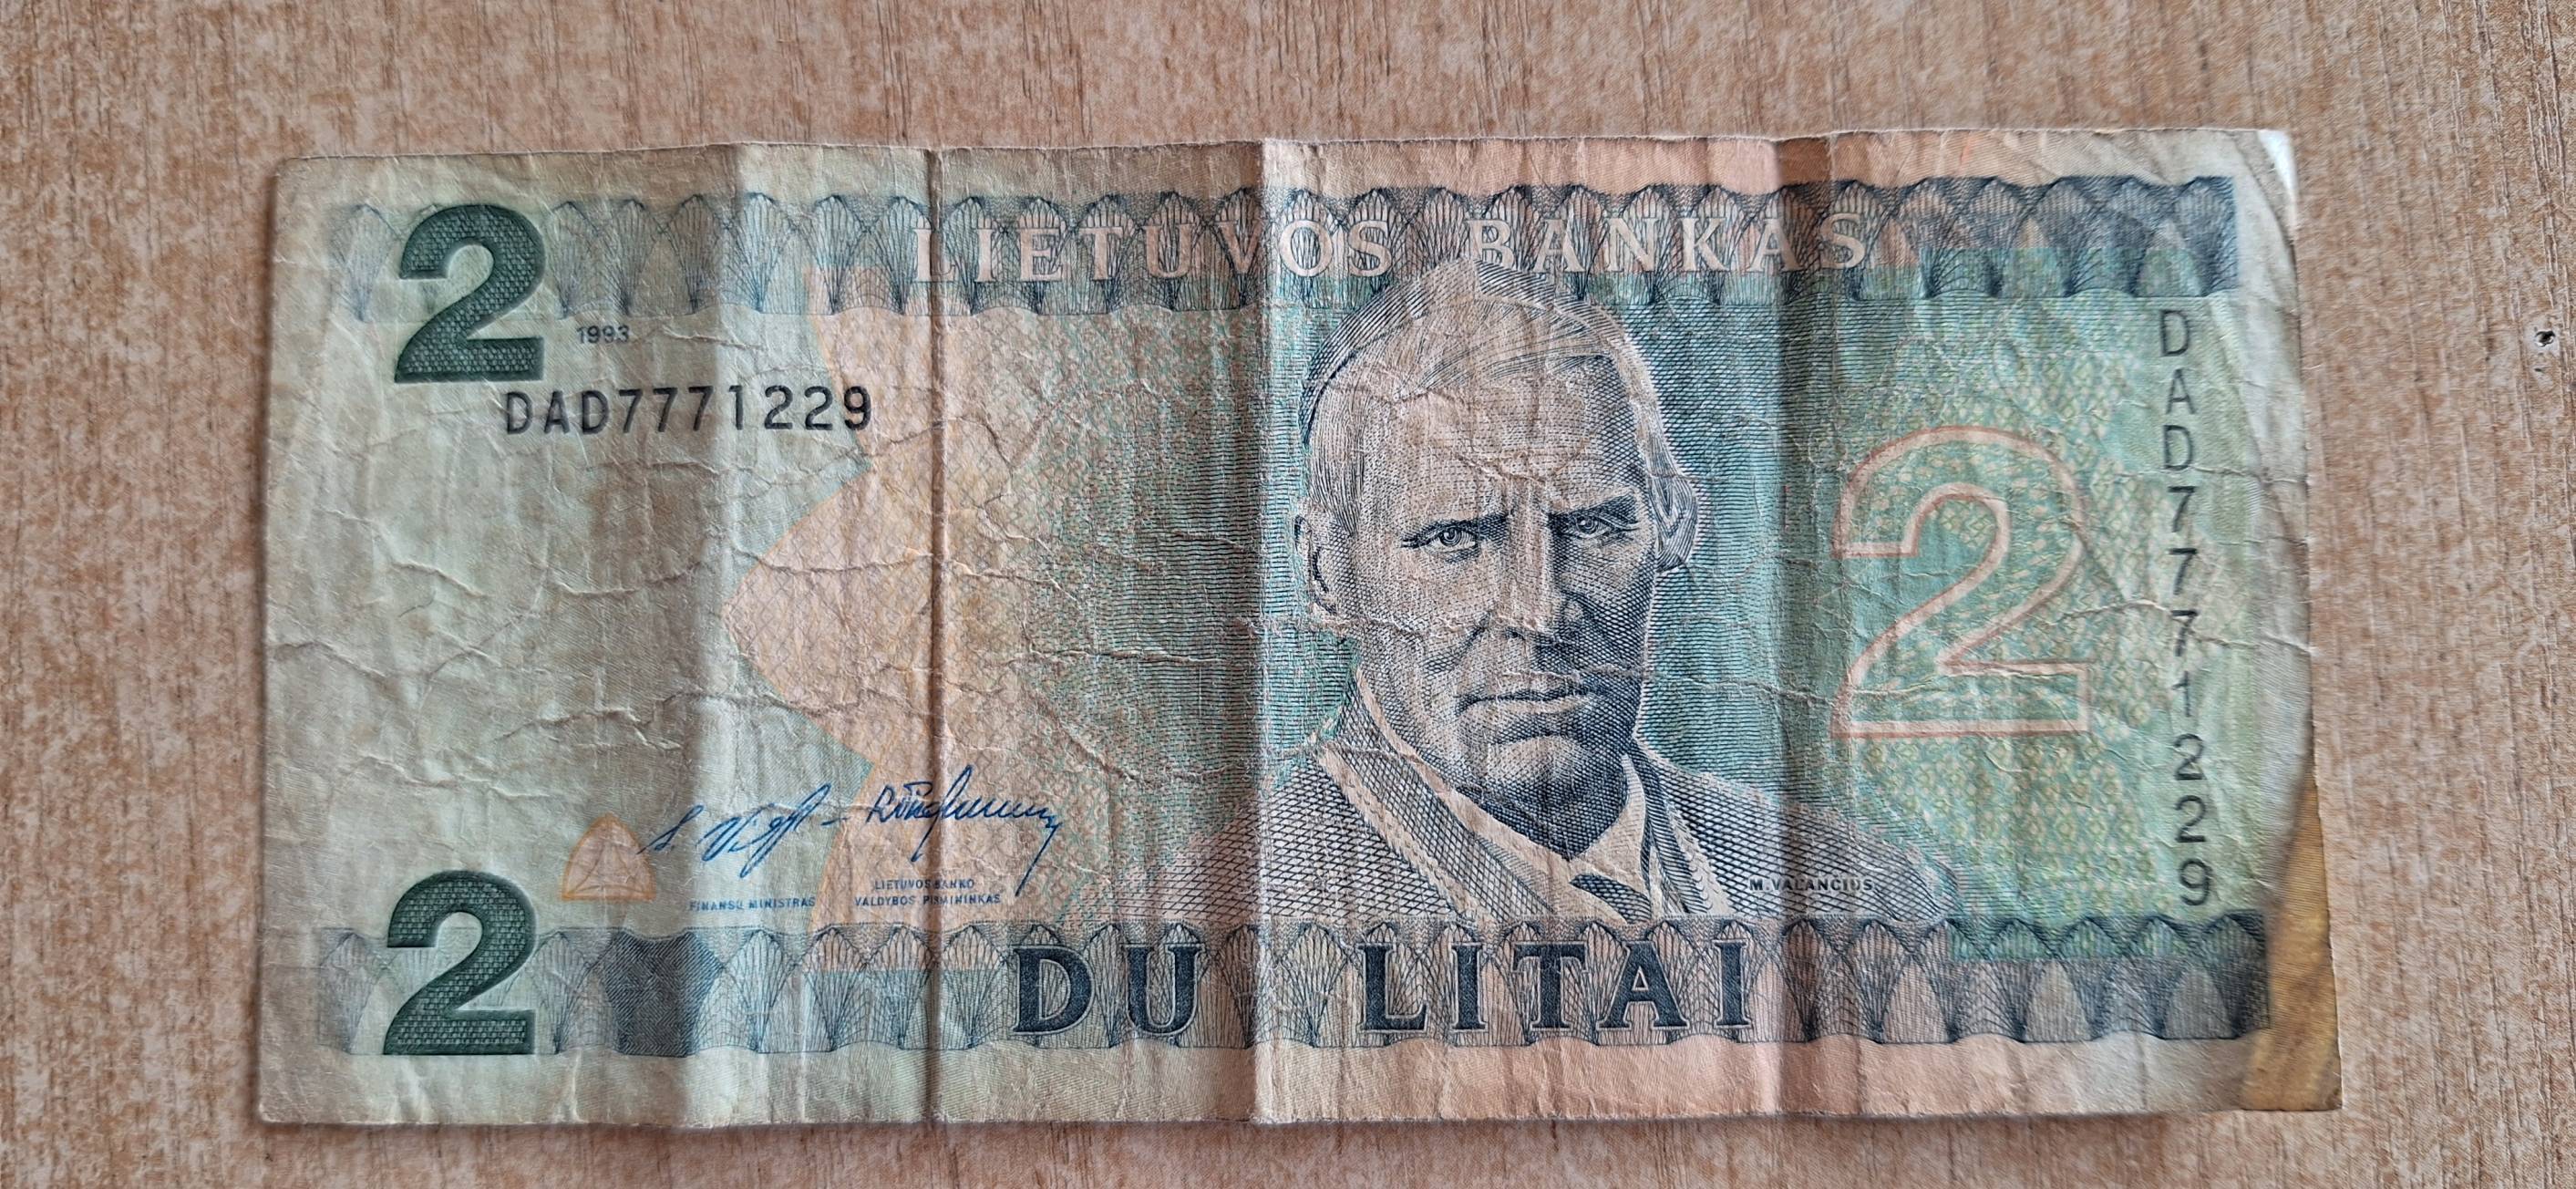 LIETUVOS BANKAS
2
1993
DAD7771229
DAD7771229
2
LIETUVOS BANKO
FINANSŲ MINISTRAS
VALDYBOS PIRMININKAS
M.VALANČIUS
2
DU LITAI